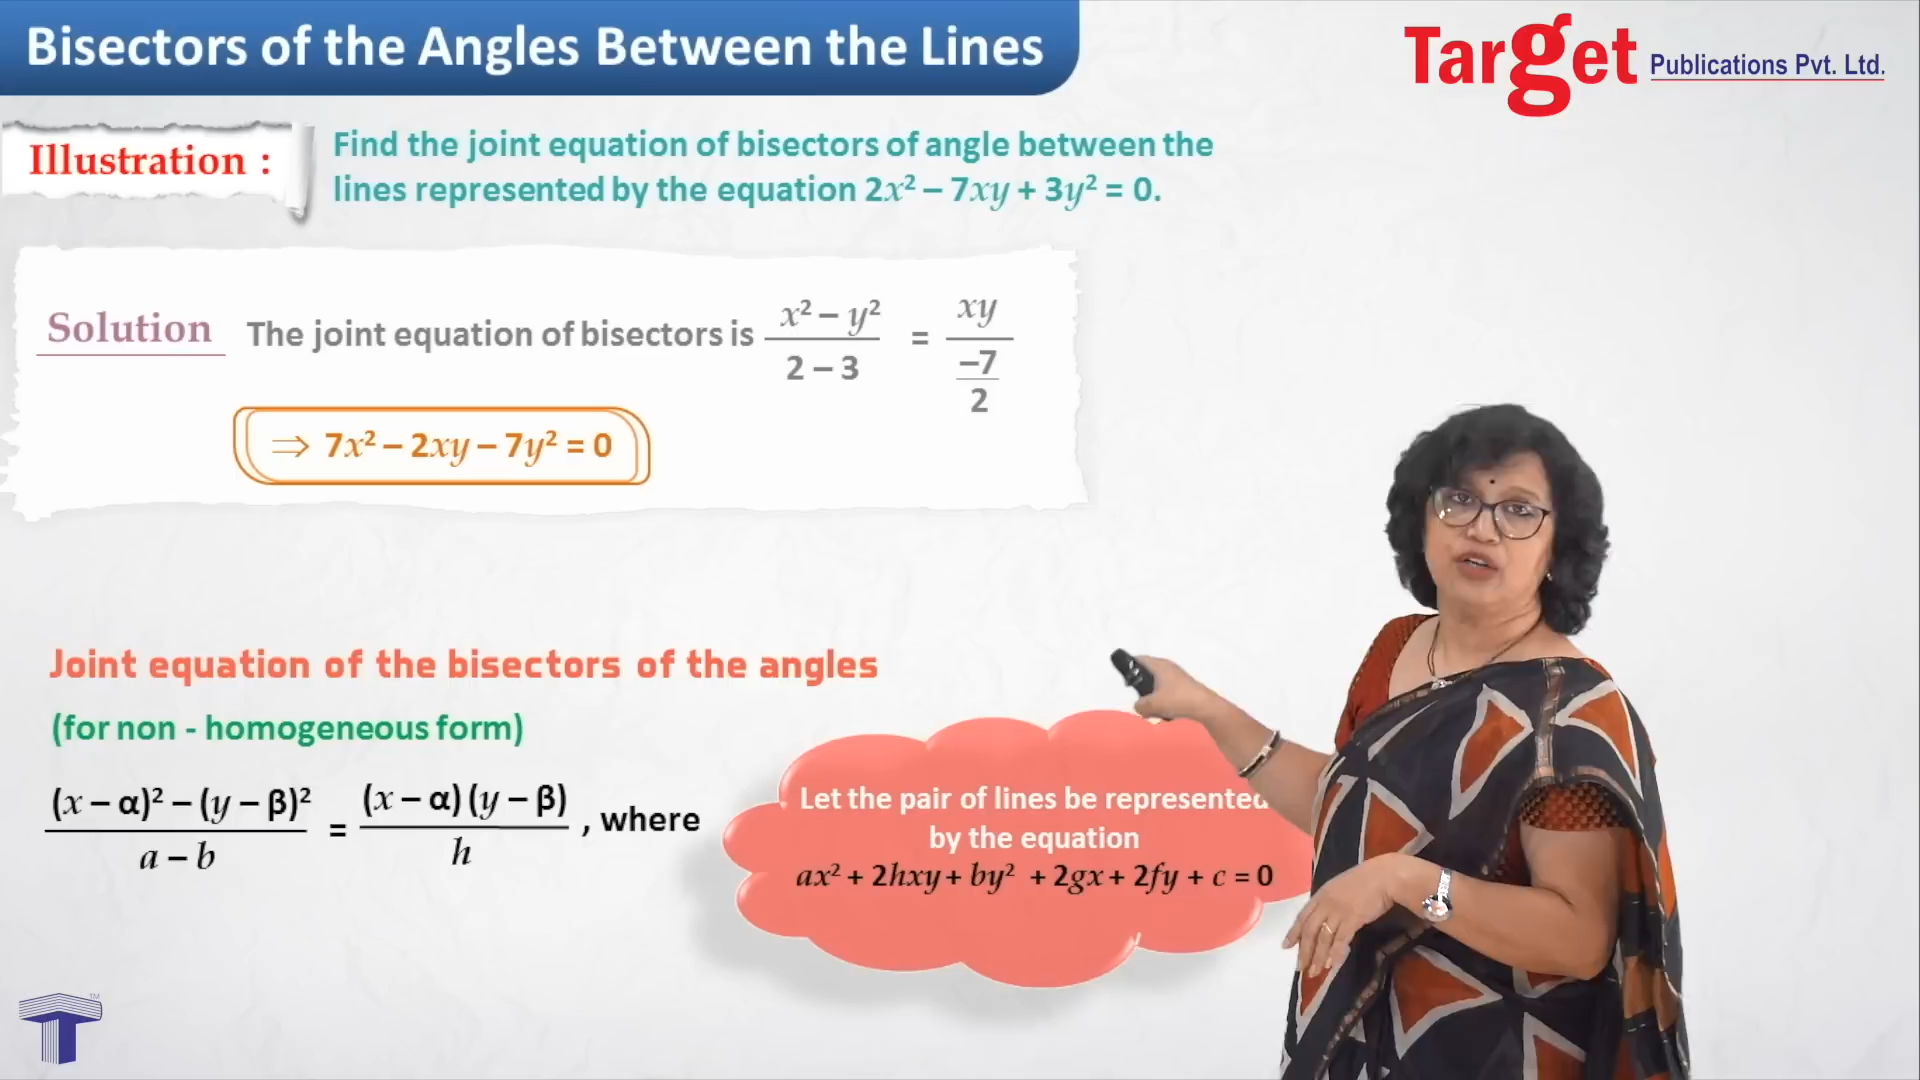 Bisectors of the Angles Between the Lines
Target Publications Pvt. Ltd.
Illustration :
Find the joint equation of bisectors of angle between the
lines represented by the equation 2x² – 7xy + 3y² = 0.
Solution
The joint equation of bisectors is (x² – y²)/(2 – 3) = xy/(–7/2)
⟹ 7x² – 2xy – 7y² = 0
Joint equation of the bisectors of the angles
(for non - homogeneous form)
((x – α)² – (y – β)²)/(a – b) = ((x – α) (y – β))/h , where
Let the pair of lines be represented
by the equation
ax² + 2hxy + by² + 2gx + 2fy + c = 0
T
TM